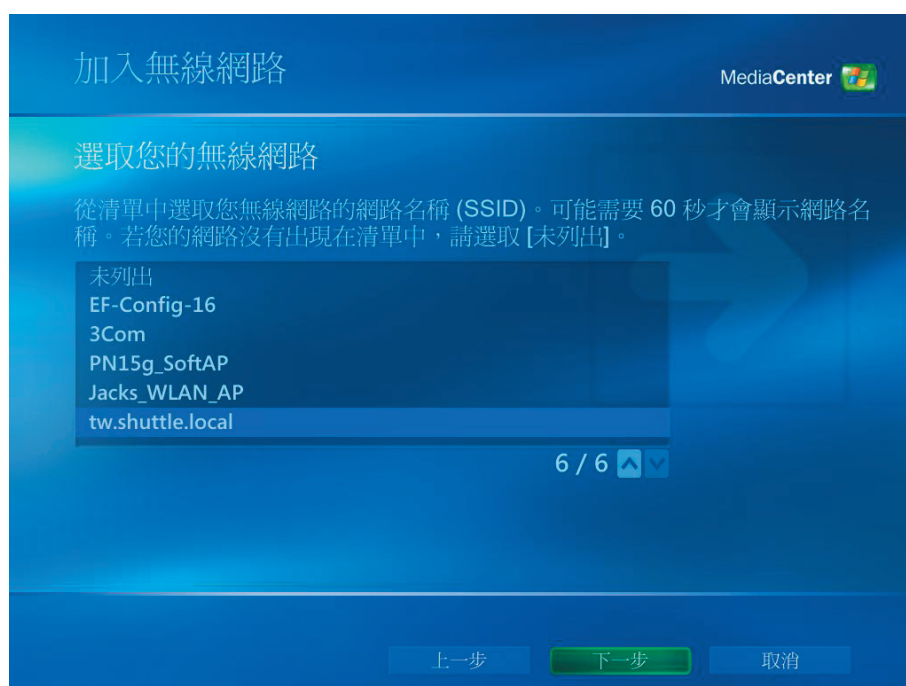 加入無線網路
MediaCenter
選取您的無線網路
從清單中選取您無線網路的網路名稱 (SSID)。可能需要 60 秒才會顯示網路名
稱。若您的網路沒有出現在清單中，請選取 [未列出]。
未列出
EF-Config-16
3Com
PN15g_SoftAP
Jacks_WLAN_AP
tw.shuttle.local
6 / 6
上一步 下一步 取消